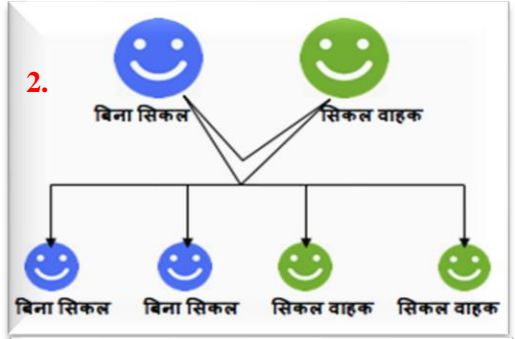 2.
बिना सिकल सिकल वाहक
बिना सिकल बिना सिकल सिकल वाहक सिकल वाहक